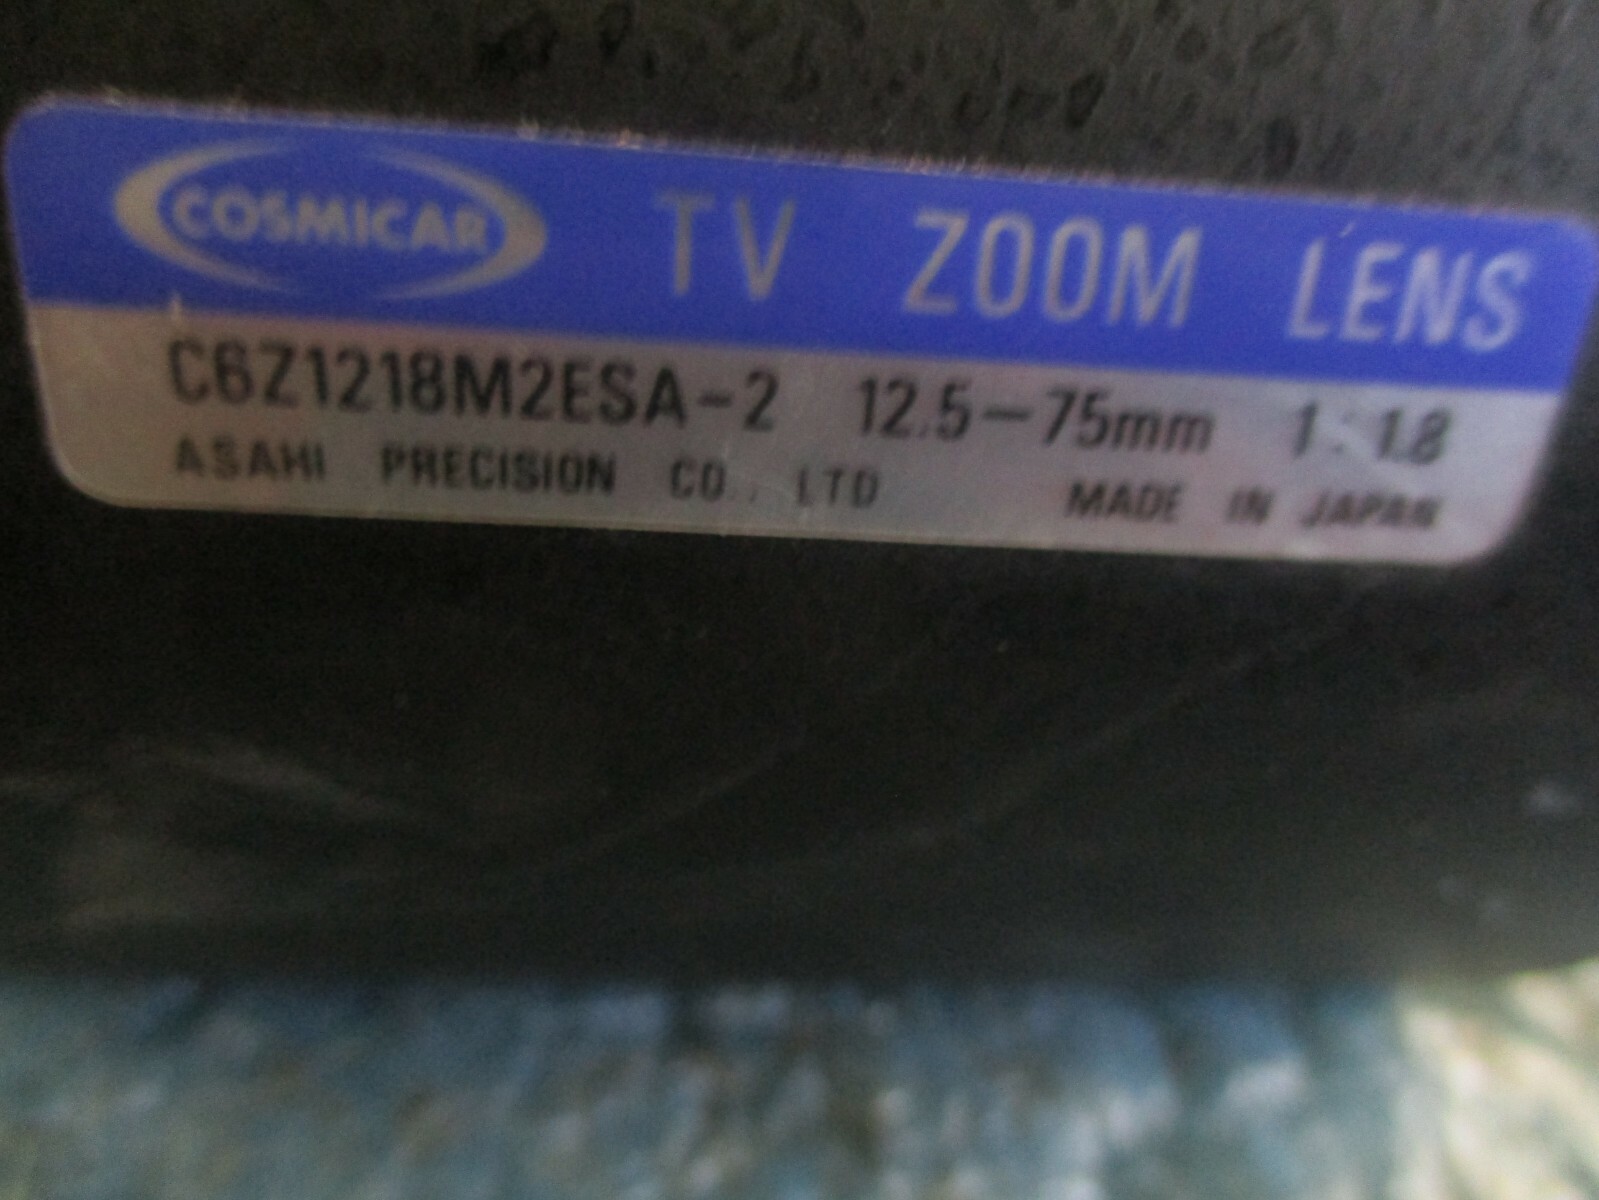 COSMICAR TV ZOOM LENS
C6Z1218M2ESA-2 12.5-75mm 1:1.8
ASAHI PRECISION CO., LTD MADE IN JAPAN